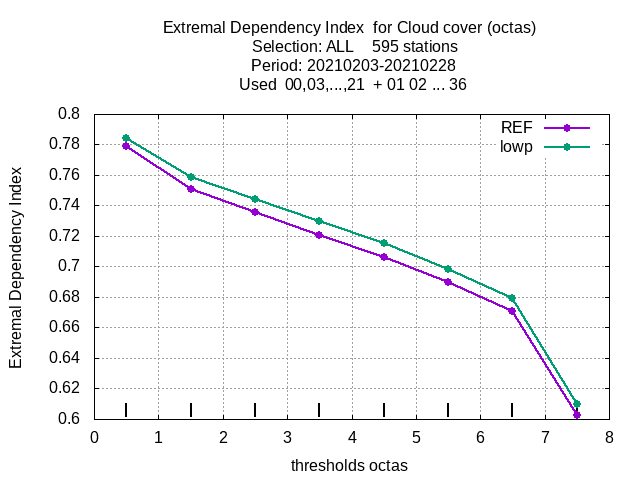 Extremal Dependency Index  for Cloud cover (octas)
Selection: ALL    595 stations
Period: 20210203-20210228
Used  00,03,...,21  + 01 02 ... 36
REF
lowp
0.8
0.78
0.76
0.74
0.72
0.7
0.68
0.66
0.64
0.62
0.6
Extremal Dependency Index
0 1 2 3 4 5 6 7 8
thresholds octas